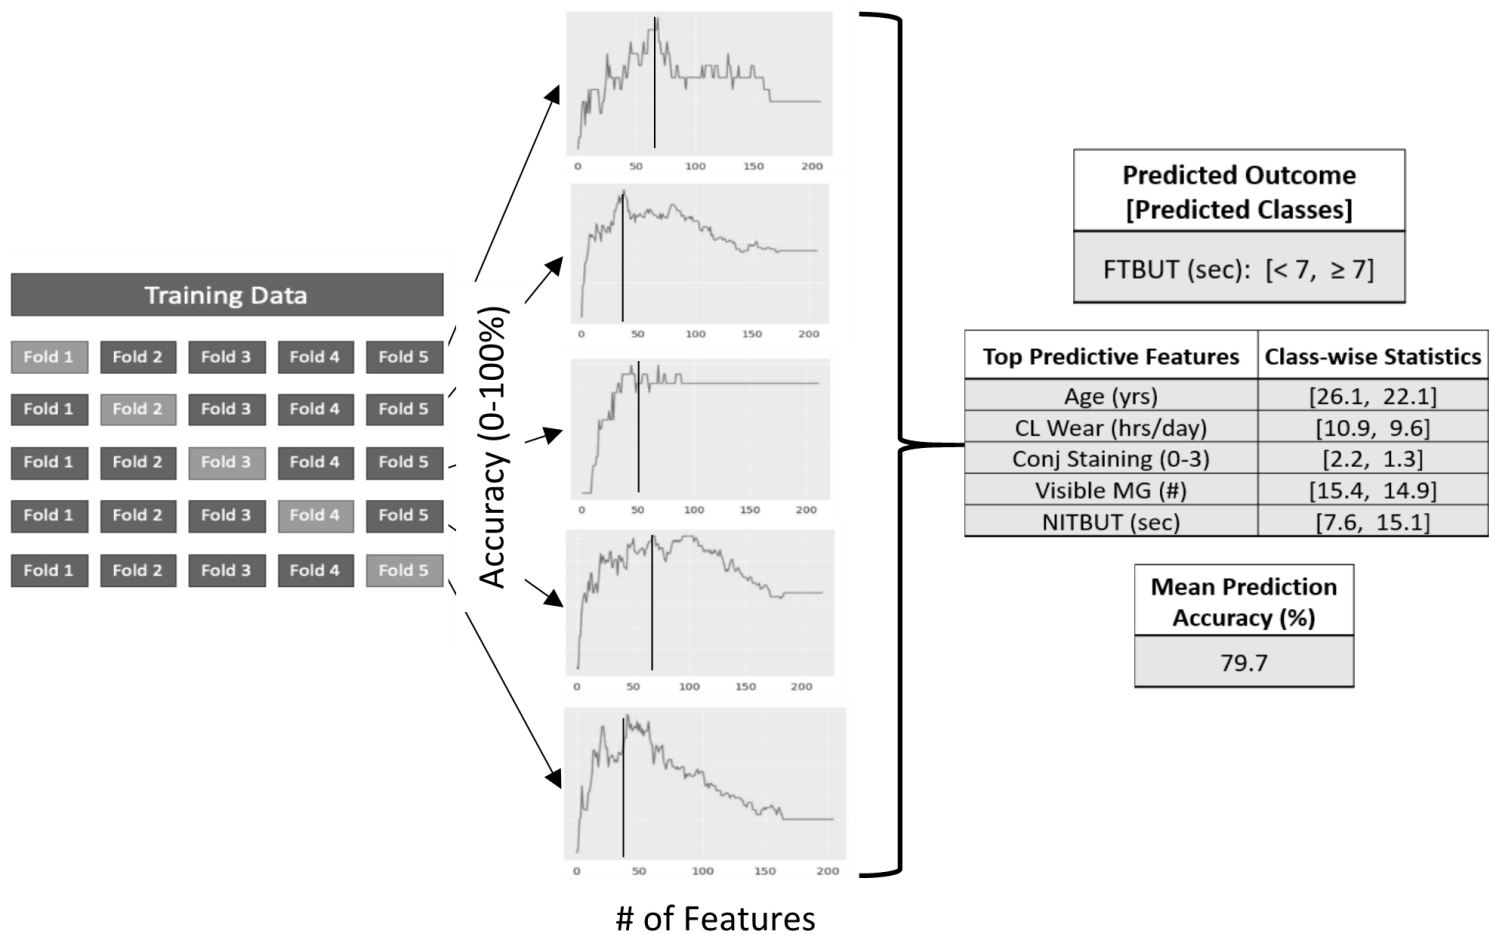 Training Data
Fold 1 Fold 2 Fold 3 Fold 4 Fold 5
Fold 1 Fold 2 Fold 3 Fold 4 Fold 5
Fold 1 Fold 2 Fold 3 Fold 4 Fold 5
Fold 1 Fold 2 Fold 3 Fold 4 Fold 5
Fold 1 Fold 2 Fold 3 Fold 4 Fold 5
Accuracy (0-100%)
0 50 100 150 200
0 50 100 150 200
0 50 100 150 200
0 50 100 150 200
0 50 100 150 200
# of Features
Predicted Outcome
[Predicted Classes]
FTBUT (sec): [< 7, ≥ 7]
Top Predictive Features Class-wise Statistics
Age (yrs) [26.1, 22.1]
CL Wear (hrs/day) [10.9, 9.6]
Conj Staining (0-3) [2.2, 1.3]
Visible MG (#) [15.4, 14.9]
NITBUT (sec) [7.6, 15.1]
Mean Prediction
Accuracy (%)
79.7